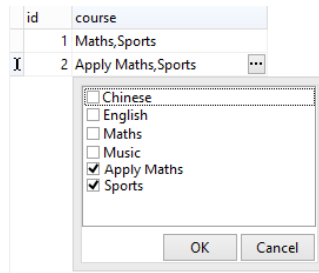 id course
1 Maths,Sports
2 Apply Maths,Sports ...
Chinese
English
Maths
Music
Apply Maths
Sports
OK Cancel